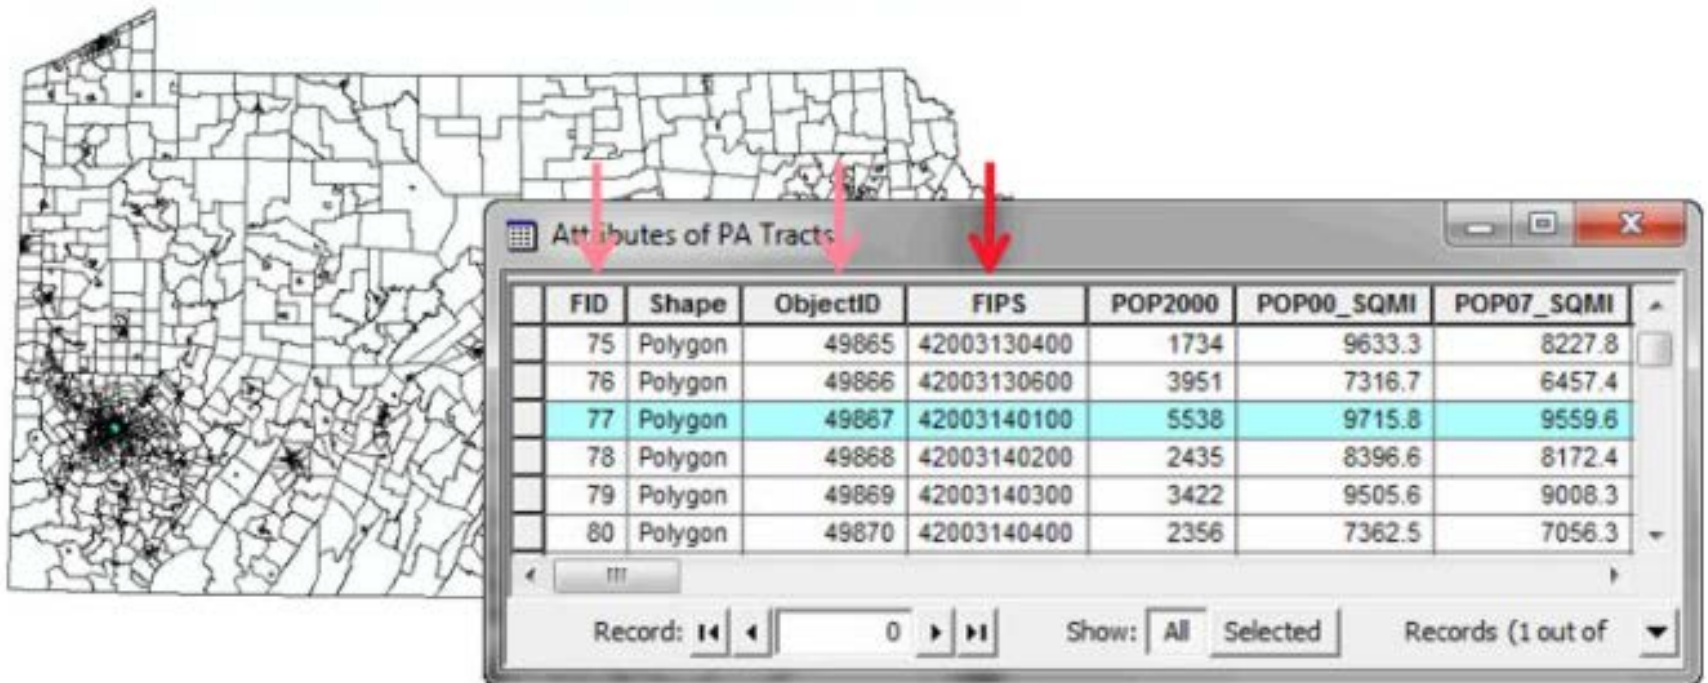 Attributes of PA Tracts
FID Shape ObjectID FIPS POP2000 POP00_SQMI POP07_SQMI
75 Polygon 49865 42003130400 1734 9633.3 8227.8
76 Polygon 49866 42003130600 3951 7316.7 6457.4
77 Polygon 49867 42003140100 5538 9715.8 9559.6
78 Polygon 49868 42003140200 2435 8396.6 8172.4
79 Polygon 49869 42003140300 3422 9505.6 9008.3
80 Polygon 49870 42003140400 2356 7362.5 7056.3
Record: 0 Show: All Selected Records (1 out of